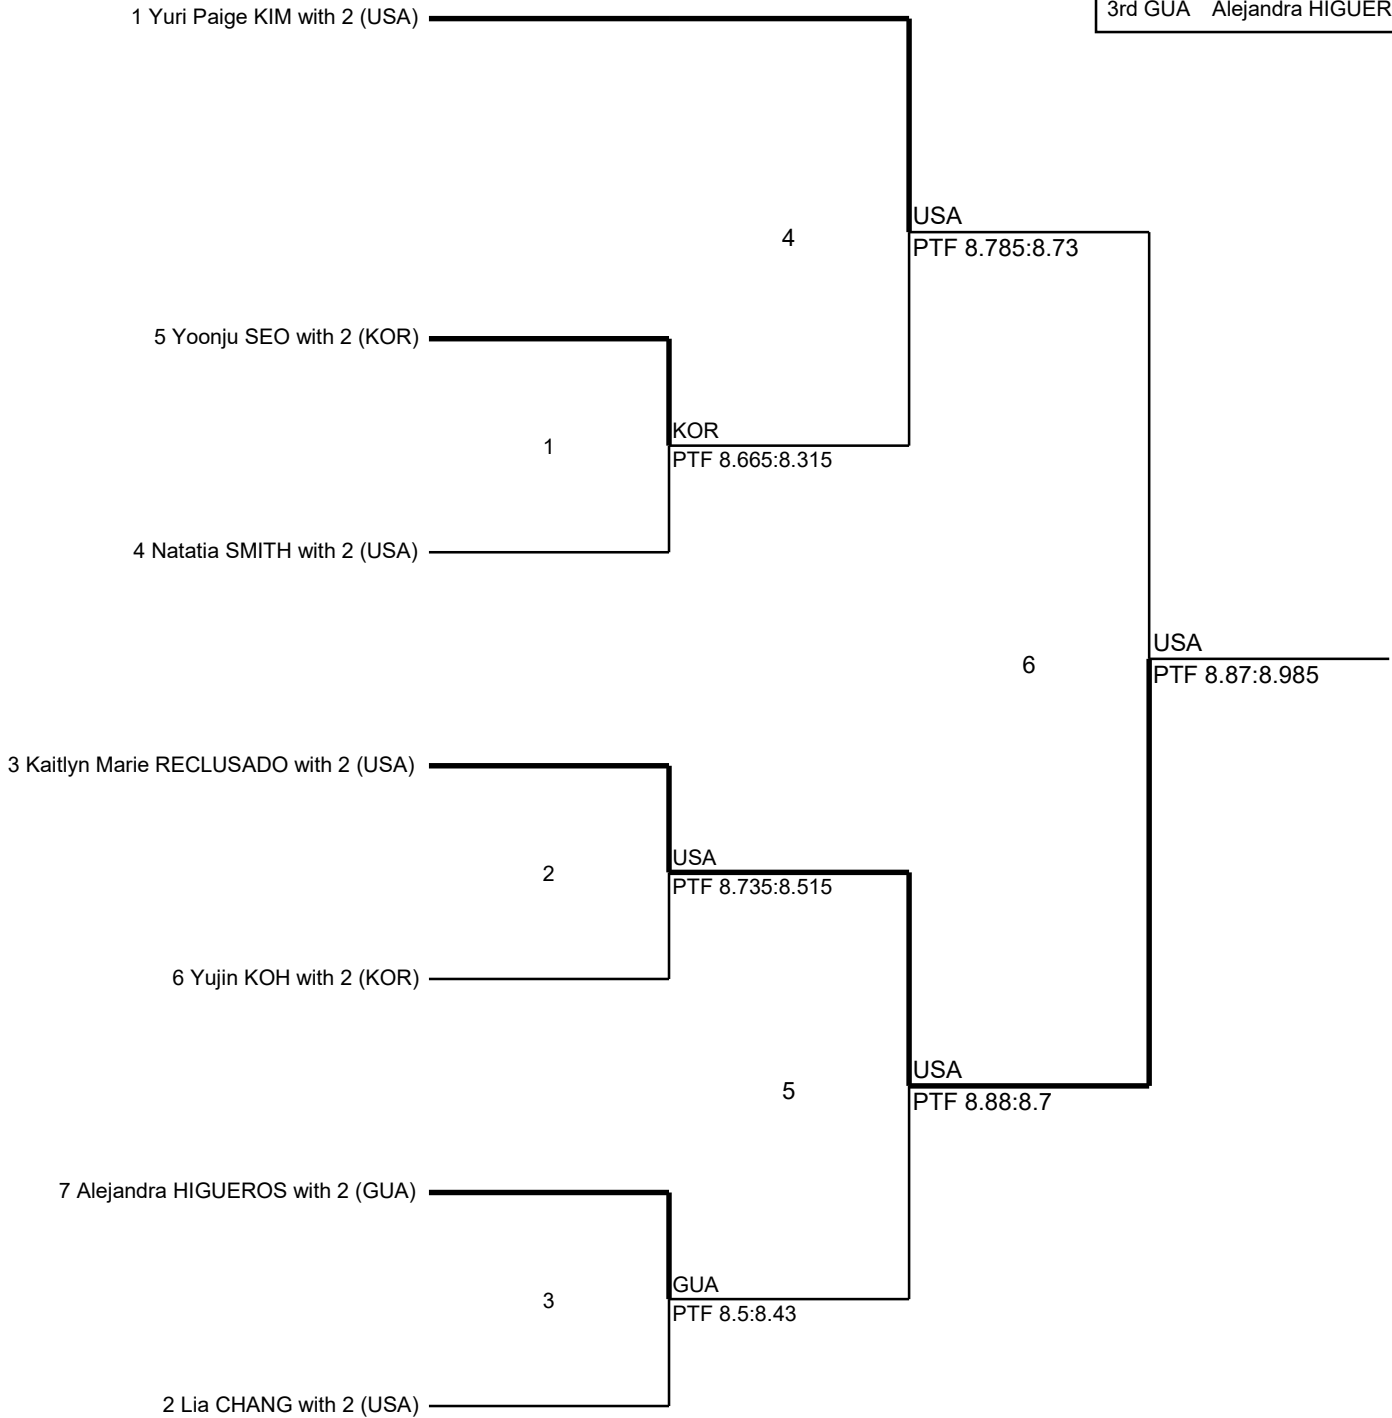 1 Yuri Paige KIM with 2 (USA)
3rd GUA Alejandra HIGUER
USA
4
PTF 8.785:8.73
5 Yoonju SEO with 2 (KOR)
KOR
1
PTF 8.665:8.315
4 Natatia SMITH with 2 (USA)
USA
6
PTF 8.87:8.985
3 Kaitlyn Marie RECLUSADO with 2 (USA)
USA
2
PTF 8.735:8.515
6 Yujin KOH with 2 (KOR)
USA
5
PTF 8.88:8.7
7 Alejandra HIGUEROS with 2 (GUA)
GUA
3
PTF 8.5:8.43
2 Lia CHANG with 2 (USA)